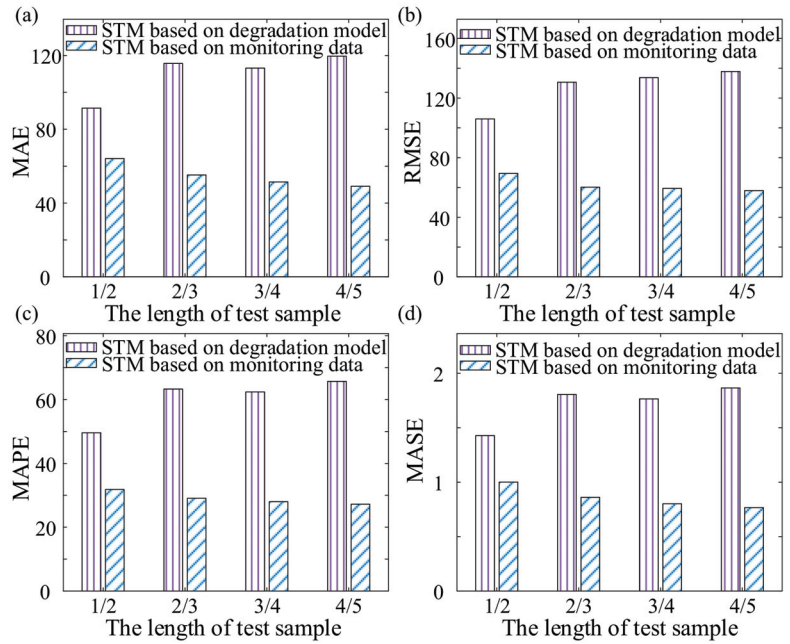 (a)
STM based on degradation model
STM based on monitoring data
120
80
40
0
MAE
1/2 2/3 3/4 4/5
The length of test sample
(b)
STM based on degradation model
STM based on monitoring data
160
120
80
60
40
0
RMSE
1/2 2/3 3/4 4/5
The length of test sample
(c)
STM based on degradation model
STM based on monitoring data
80
60
40
20
0
MAPE
1/2 2/3 3/4 4/5
The length of test sample
(d)
STM based on degradation model
STM based on monitoring data
2
1
0
MASE
1/2 2/3 3/4 4/5
The length of test sample